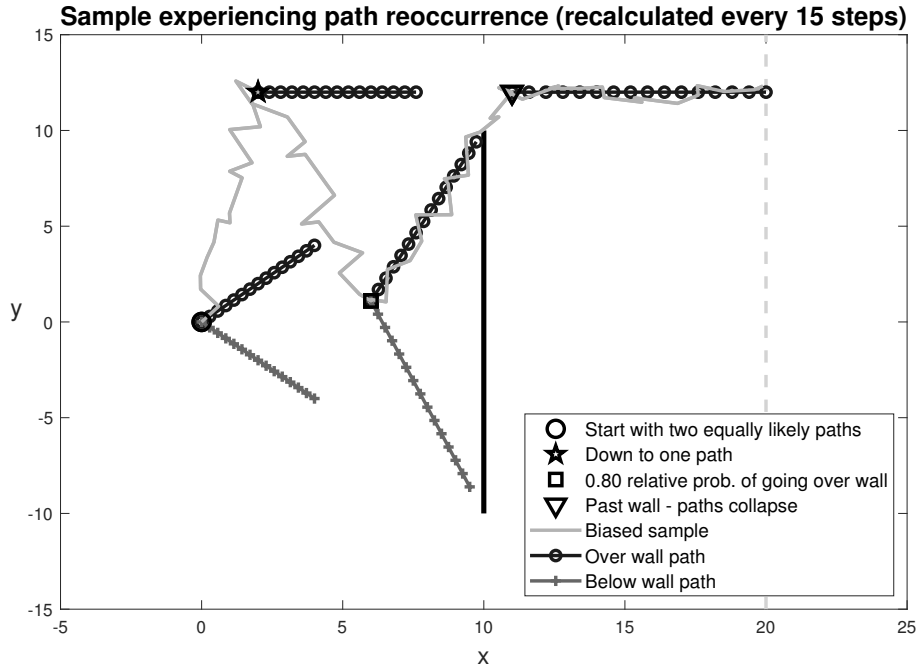 Sample experiencing path reoccurrence (recalculated every 15 steps)
15
10
5
0
-5
-10
-15
y
-5
0
5
10
15
20
25
x
Start with two equally likely paths
Down to one path
0.80 relative prob. of going over wall
Past wall - paths collapse
Biased sample
Over wall path
Below wall path